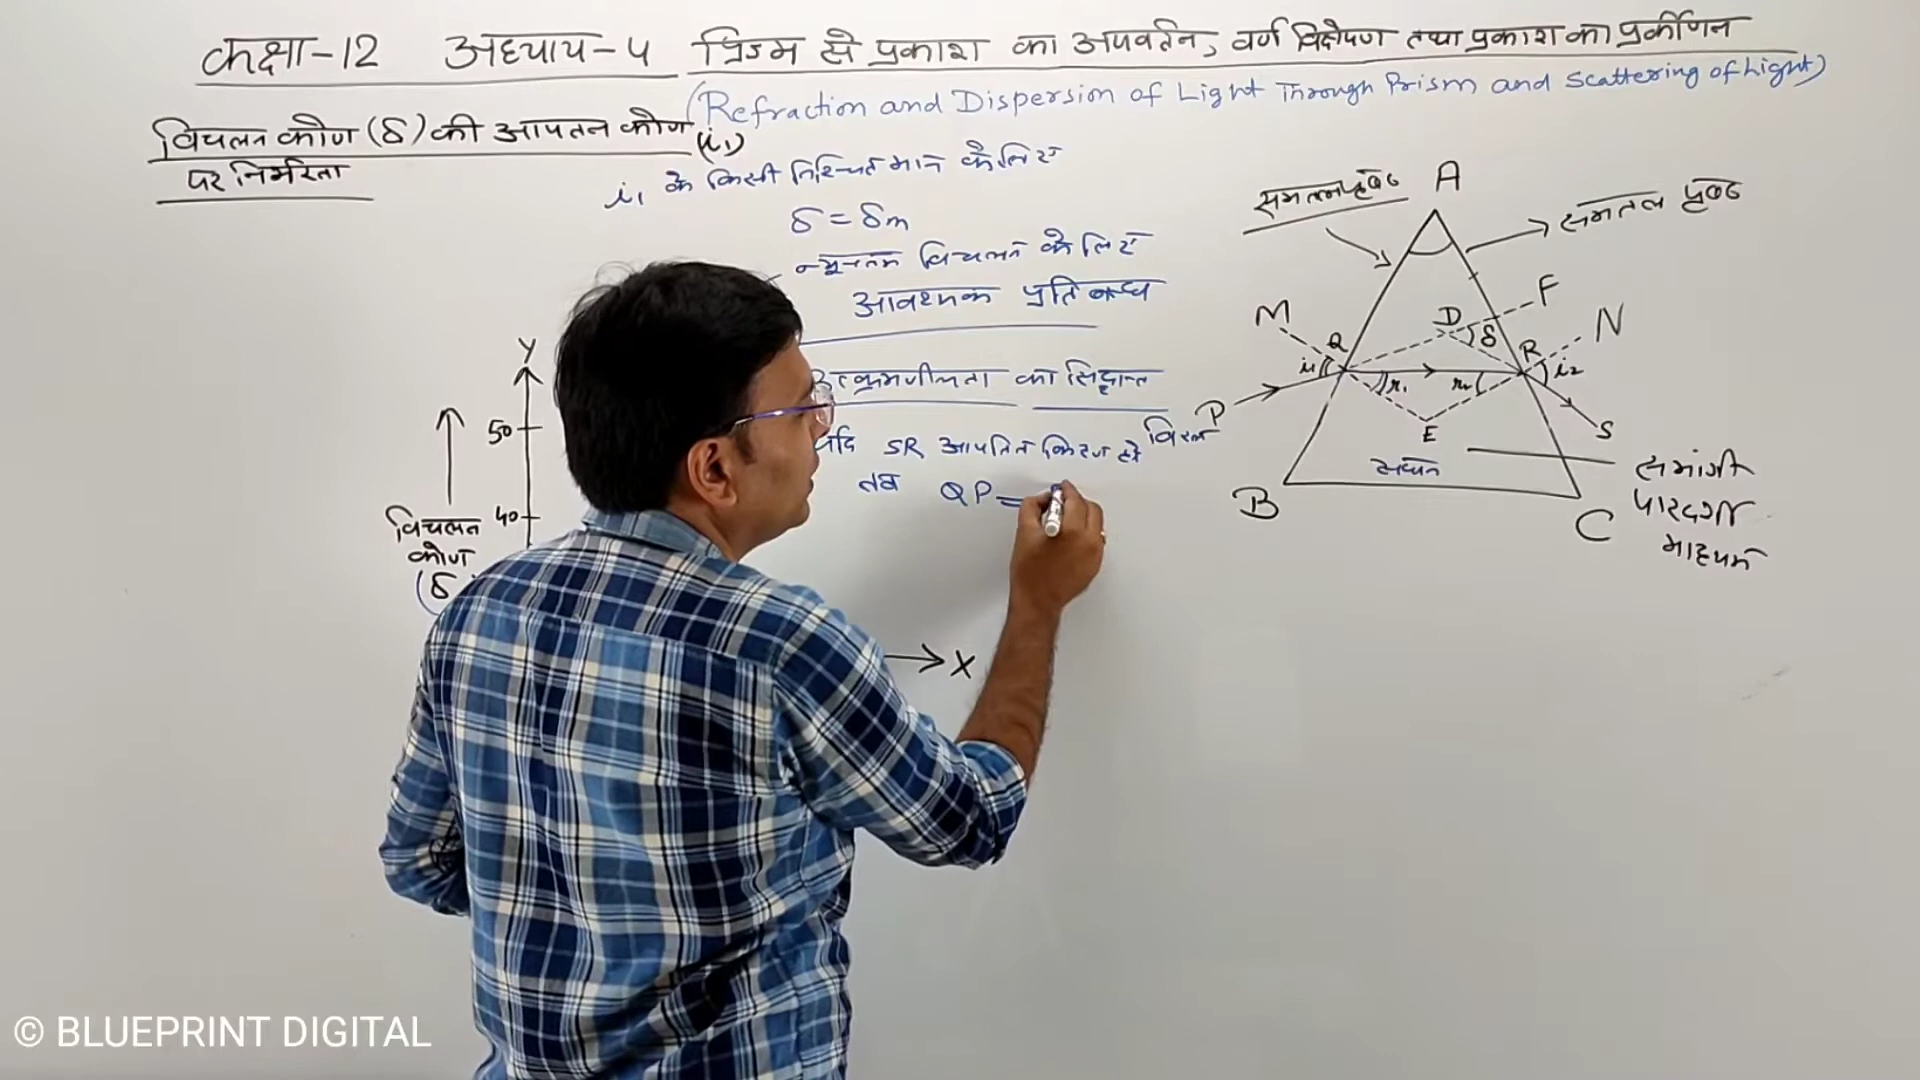 कक्षा-12 अध्याय-५ प्रिज्म से प्रकाश का अपवर्तन, वर्ण विक्षेपण तथा प्रकाश का प्रकीर्णन
(Refraction and Dispersion of Light Through Prism and Scattering of Light)
विचलन कोण (δ) की आपतन कोण (i₁)
पर निर्भरता
i₁ के किसी निश्चित मान के लिए
δ = δm
न्यूनतम विचलन के लिए
आवश्यक प्रतिबन्ध
उत्क्रमणीयता का सिद्धान्त
यदि SR आपतित किरण हो
तब QP =
Y
50
40
विचलन
कोण
(δ
X
समतल पृष्ठ
A
समतल पृष्ठ
M
Q
D
F
δ
N
R
i₁
r₁
r₂
i₂
विरल
P
E
S
सघन
B
C
समांगी
पारदर्शी
माध्यम
© BLUEPRINT DIGITAL